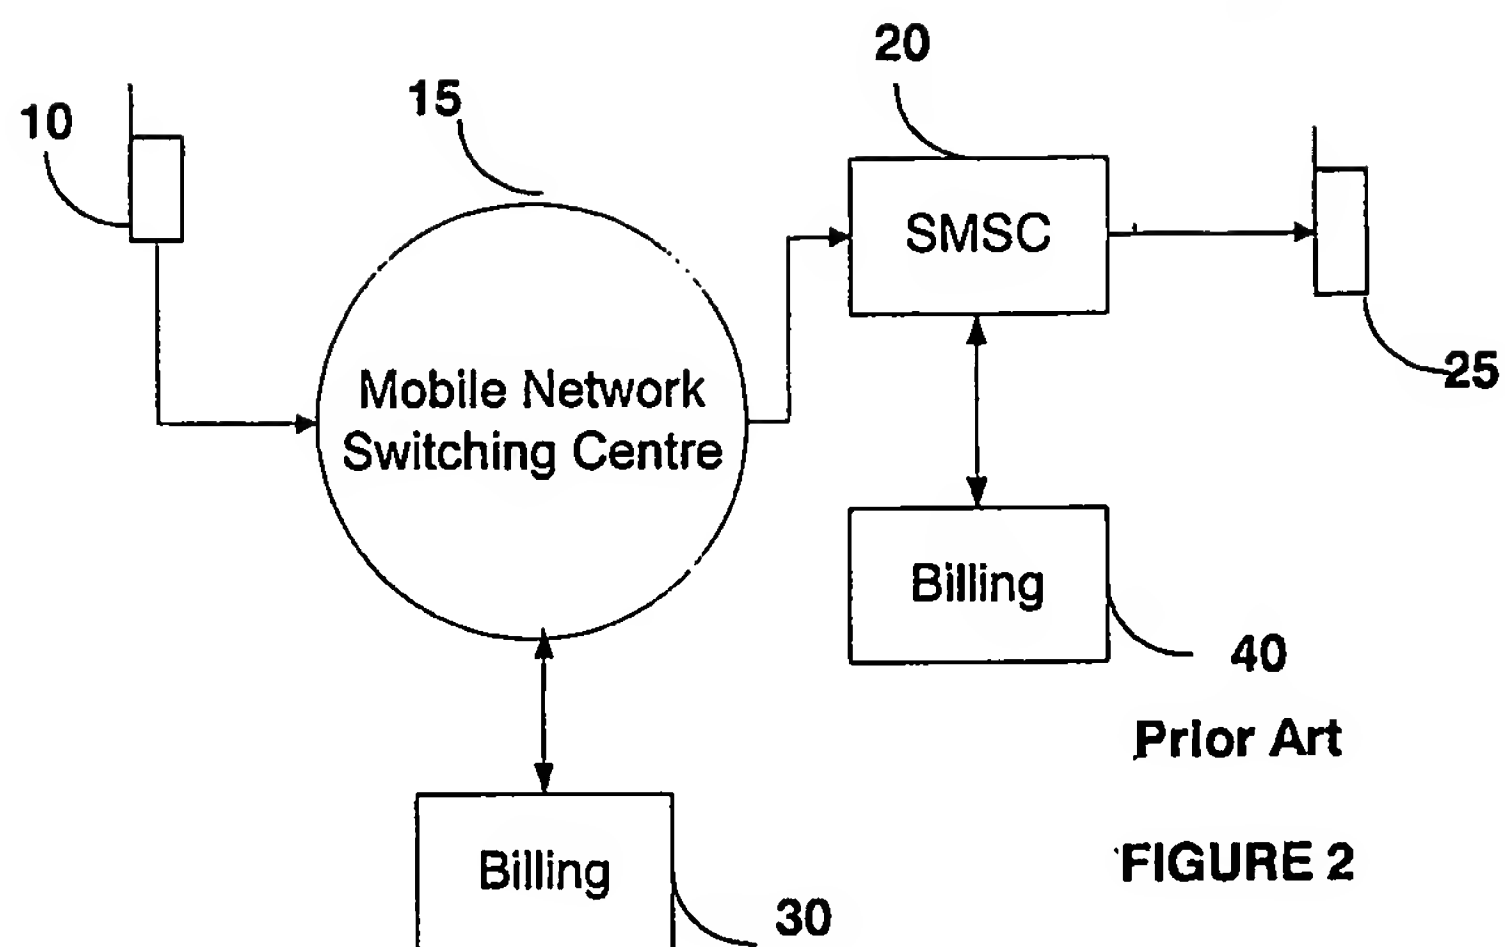 20
15
10
SMSC
Mobile Network
Switching Centre
25
Billing
40
Prior Art
FIGURE 2
Billing
30